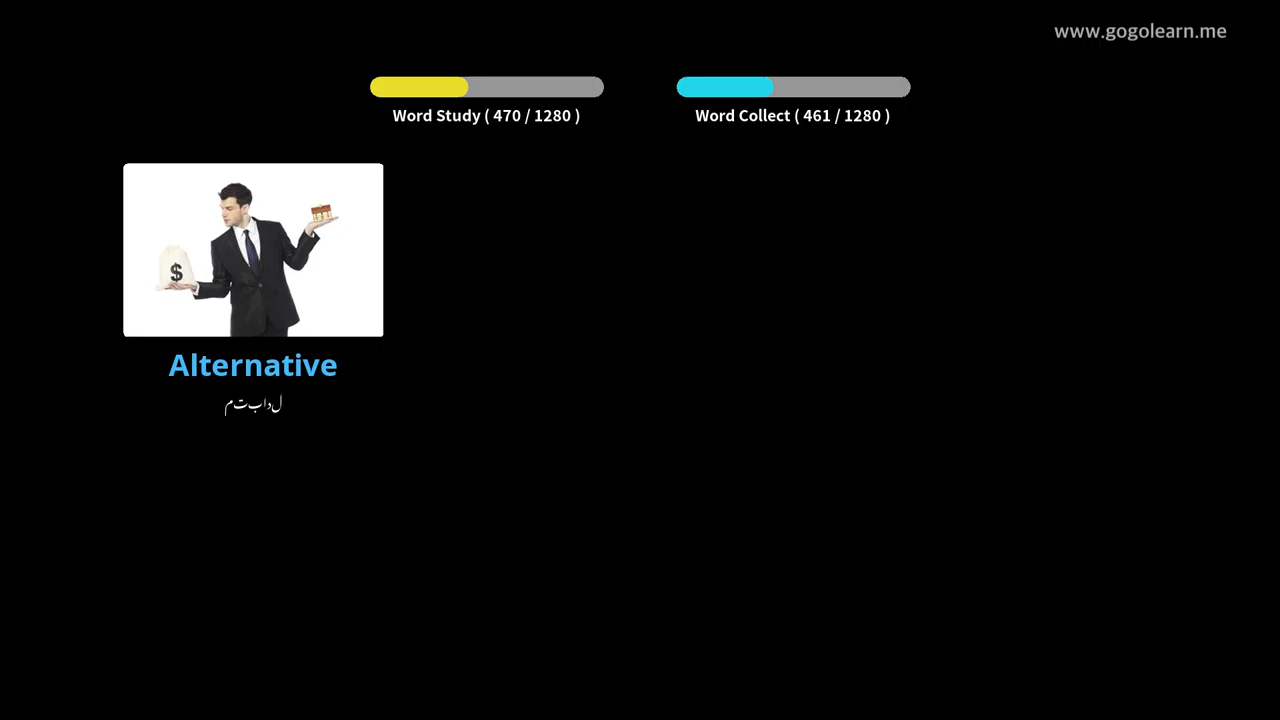 www.gogolearn.me
Word Study ( 470 / 1280 )
Word Collect ( 461 / 1280 )
$
Alternative
متبادل